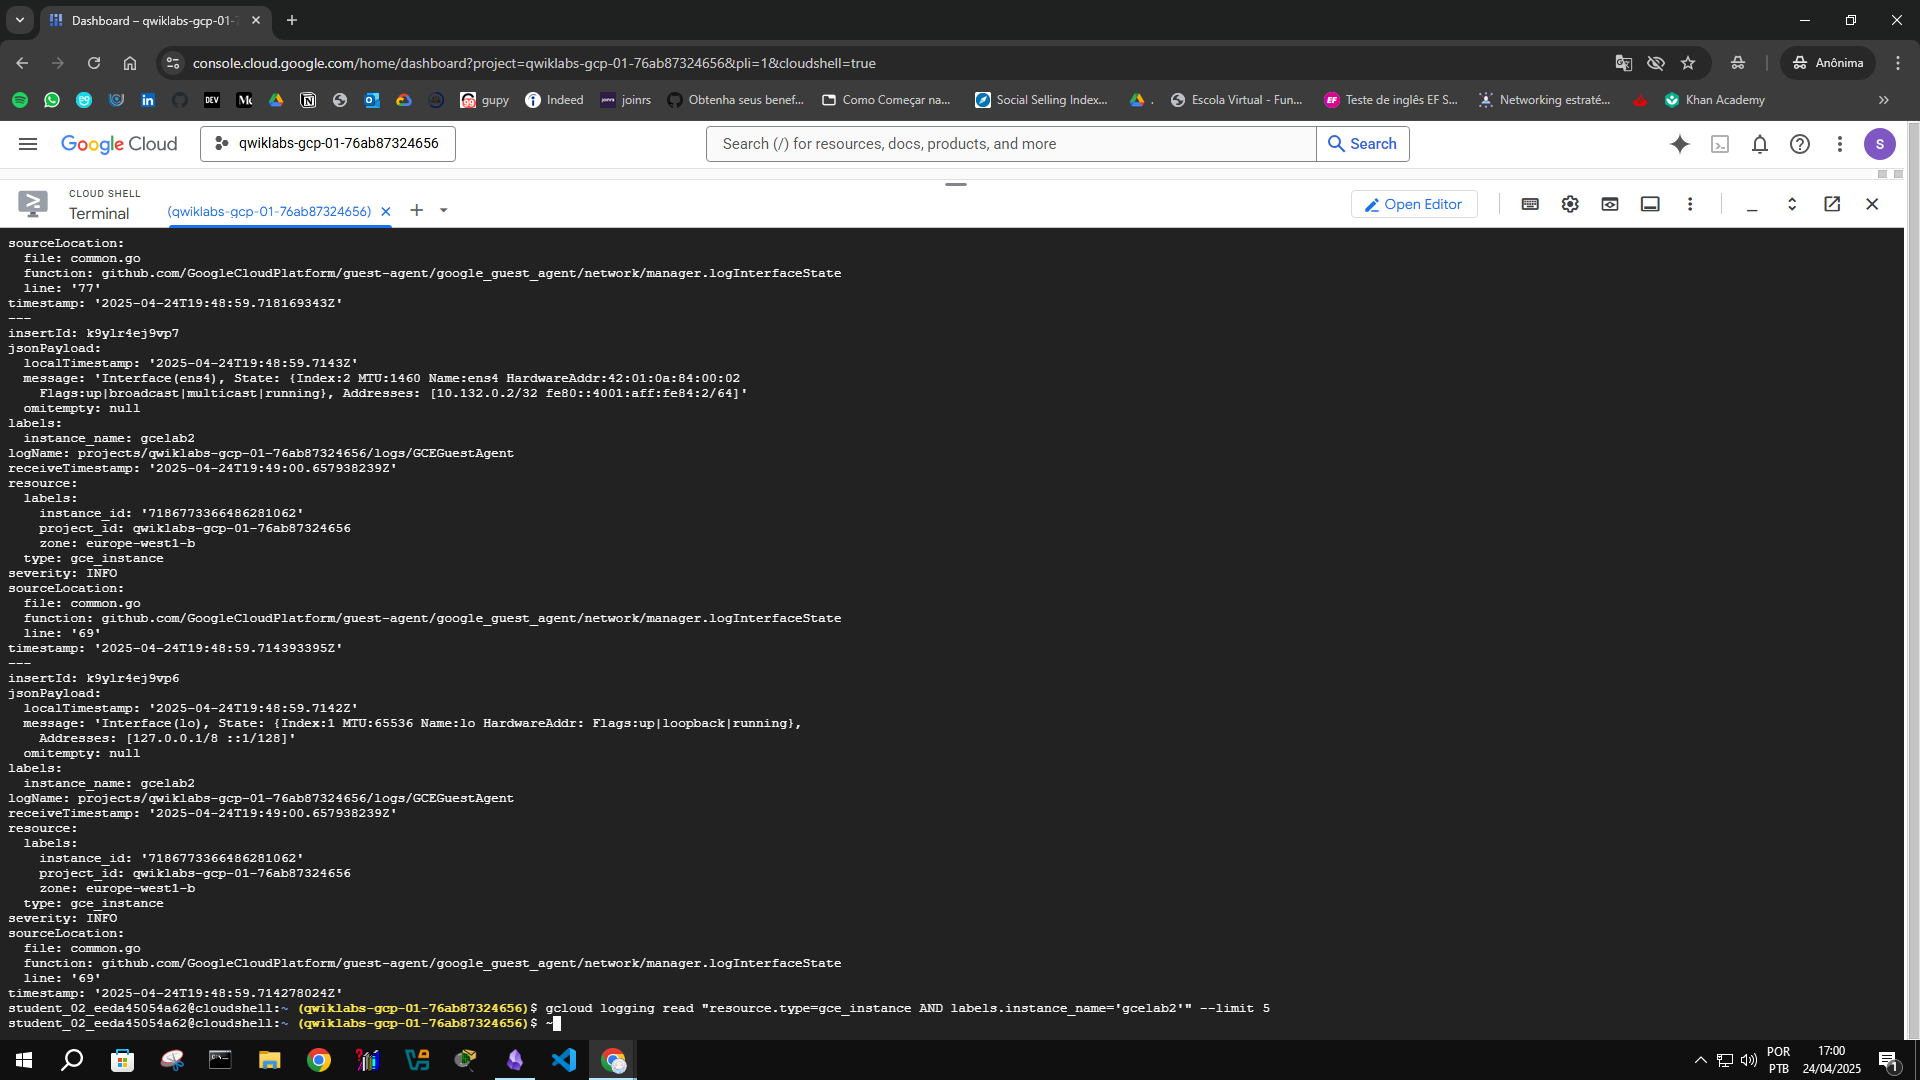 Dashboard – qwiklabs-gcp-01-7
console.cloud.google.com/home/dashboard?project=qwiklabs-gcp-01-76ab87324656&pli=1&cloudshell=true
Anônima
DEV
gupy
Indeed
joinrs
Obtenha seus benef...
Como Começar na...
Social Selling Index...
.
Escola Virtual - Fun...
Teste de inglês EF S...
Networking estraté...
Khan Academy
Google Cloud
qwiklabs-gcp-01-76ab87324656
Search (/) for resources, docs, products, and more
Search
S
CLOUD SHELL
Terminal
(qwiklabs-gcp-01-76ab87324656)
Open Editor
sourceLocation:
  file: common.go
  function: github.com/GoogleCloudPlatform/guest-agent/google_guest_agent/network/manager.logInterfaceState
  line: '77'
timestamp: '2025-04-24T19:48:59.718169343Z'
---
insertId: k9ylr4ej9vp7
jsonPayload:
  localTimestamp: '2025-04-24T19:48:59.7143Z'
  message: 'Interface(ens4), State: {Index:2 MTU:1460 Name:ens4 HardwareAddr:42:01:0a:84:00:02
    Flags:up|broadcast|multicast|running}, Addresses: [10.132.0.2/32 fe80::4001:aff:fe84:2/64]'
  omitempty: null
labels:
  instance_name: gcelab2
logName: projects/qwiklabs-gcp-01-76ab87324656/logs/GCEGuestAgent
receiveTimestamp: '2025-04-24T19:49:00.657938239Z'
resource:
  labels:
    instance_id: '7186773366486281062'
    project_id: qwiklabs-gcp-01-76ab87324656
    zone: europe-west1-b
  type: gce_instance
severity: INFO
sourceLocation:
  file: common.go
  function: github.com/GoogleCloudPlatform/guest-agent/google_guest_agent/network/manager.logInterfaceState
  line: '69'
timestamp: '2025-04-24T19:48:59.714393395Z'
---
insertId: k9ylr4ej9vp6
jsonPayload:
  localTimestamp: '2025-04-24T19:48:59.7142Z'
  message: 'Interface(lo), State: {Index:1 MTU:65536 Name:lo HardwareAddr: Flags:up|loopback|running},
    Addresses: [127.0.0.1/8 ::1/128]'
  omitempty: null
labels:
  instance_name: gcelab2
logName: projects/qwiklabs-gcp-01-76ab87324656/logs/GCEGuestAgent
receiveTimestamp: '2025-04-24T19:49:00.657938239Z'
resource:
  labels:
    instance_id: '7186773366486281062'
    project_id: qwiklabs-gcp-01-76ab87324656
    zone: europe-west1-b
  type: gce_instance
severity: INFO
sourceLocation:
  file: common.go
  function: github.com/GoogleCloudPlatform/guest-agent/google_guest_agent/network/manager.logInterfaceState
  line: '69'
timestamp: '2025-04-24T19:48:59.714278024Z'
student_02_eeda45054a62@cloudshell:~ (qwiklabs-gcp-01-76ab87324656)$ gcloud logging read "resource.type=gce_instance AND labels.instance_name='gcelab2'" --limit 5
student_02_eeda45054a62@cloudshell:~ (qwiklabs-gcp-01-76ab87324656)$ ~
POR
PTB
17:00
24/04/2025
1